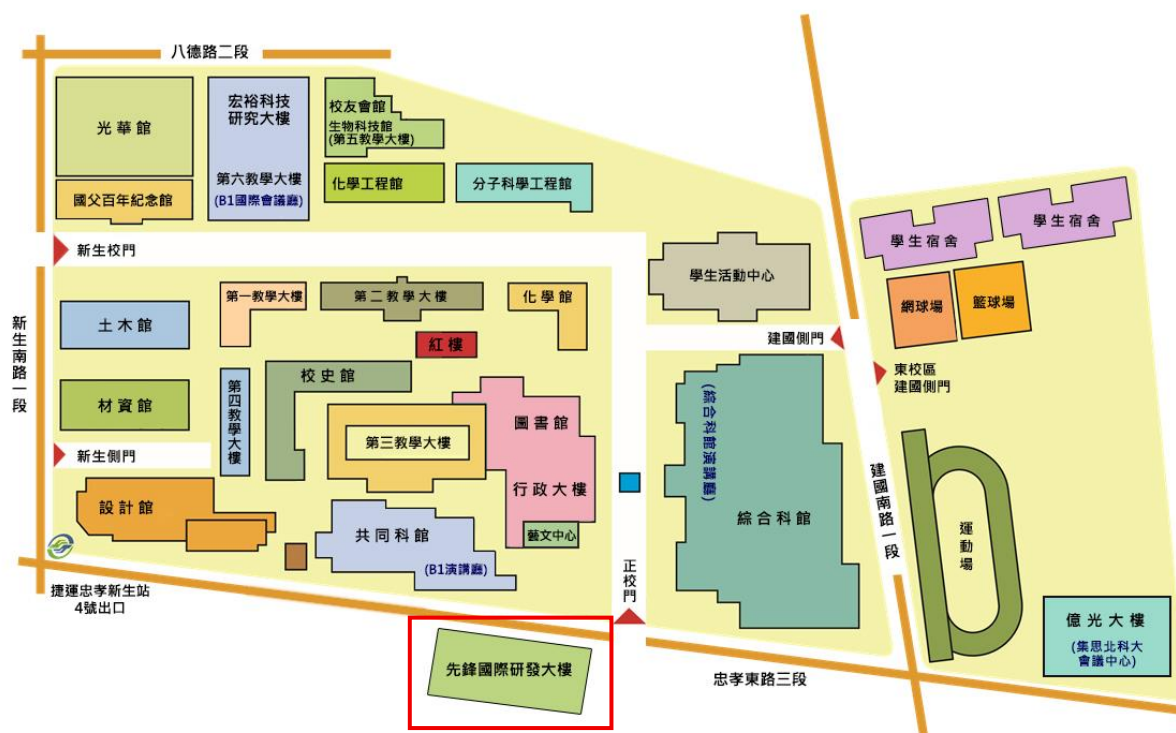 八德路二段
光華館
宏裕科技
研究大樓
第六教學大樓
(B1國際會議廳)
校友會館
生物科技館
(第五教學大樓)
國父百年紀念館
化學工程館
分子科學工程館
學生宿舍
學生宿舍
新生校門
學生活動中心
第一教學大樓
第二教學大樓
化學館
網球場
籃球場
土木館
紅樓
建國側門
新生南路一段
校史館
東校區
建國側門
材資館
第四教學大樓
圖書館
(綜合科館演講廳)
第三教學大樓
新生側門
行政大樓
建國南路一段
設計館
綜合科館
共同科館
藝文中心
運動場
(B1演講廳)
正校門
捷運忠孝新生站
4號出口
億光大樓
(集思北科大
會議中心)
先鋒國際研發大樓
忠孝東路三段